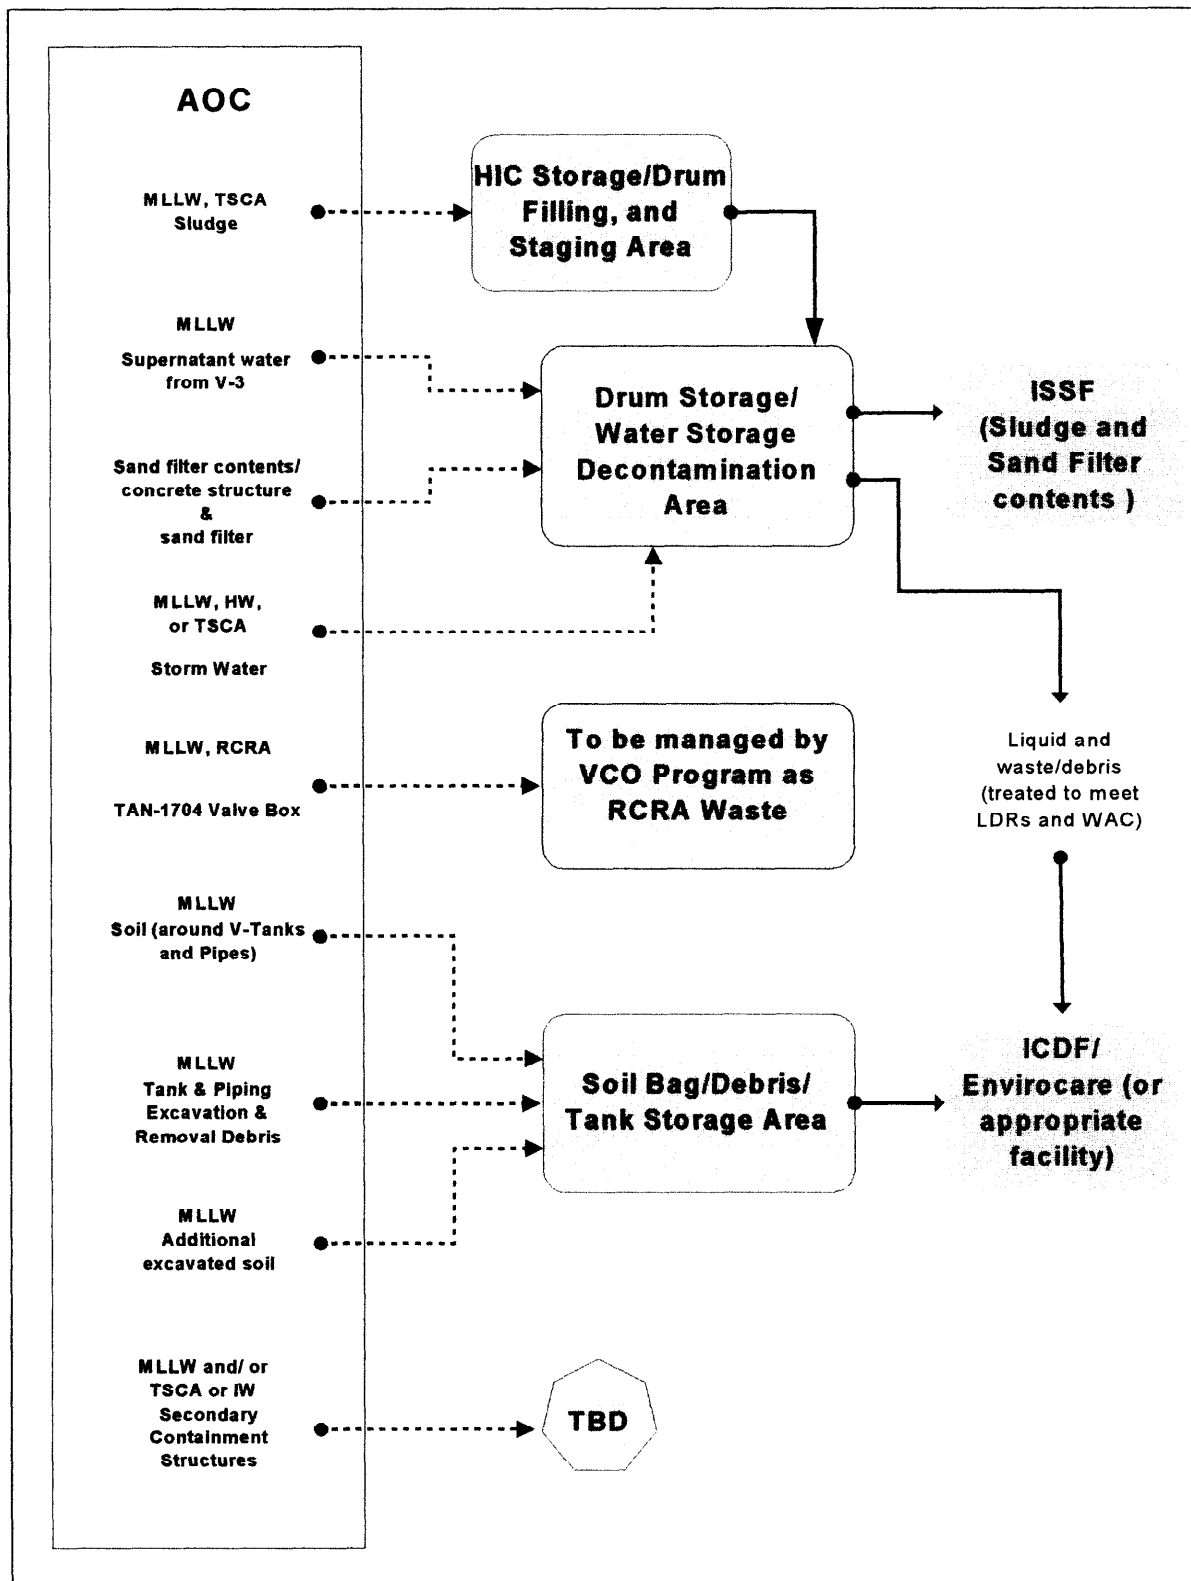 AOC
MLLW, TSCA
Sludge
HIC Storage/Drum
Filling, and
Staging Area
MLLW
Supernatant water
from V-3
Drum Storage/
Water Storage
Decontamination
Area
ISSF
(Sludge and
Sand Filter
contents )
Sand filter contents/
concrete structure
&
sand filter
MLLW, HW,
or TSCA
Storm Water
MLLW, RCRA
TAN-1704 Valve Box
To be managed by
VCO Program as
RCRA Waste
Liquid and
waste/debris
(treated to meet
LDRs and WAC)
MLLW
Soil (around V-Tanks
and Pipes)
MLLW
Tank & Piping
Excavation &
Removal Debris
Soil Bag/Debris/
Tank Storage Area
ICDF/
Envirocare (or
appropriate
facility)
MLLW
Additional
excavated soil
MLLW and/ or
TSCA or IW
Secondary
Containment
Structures
TBD